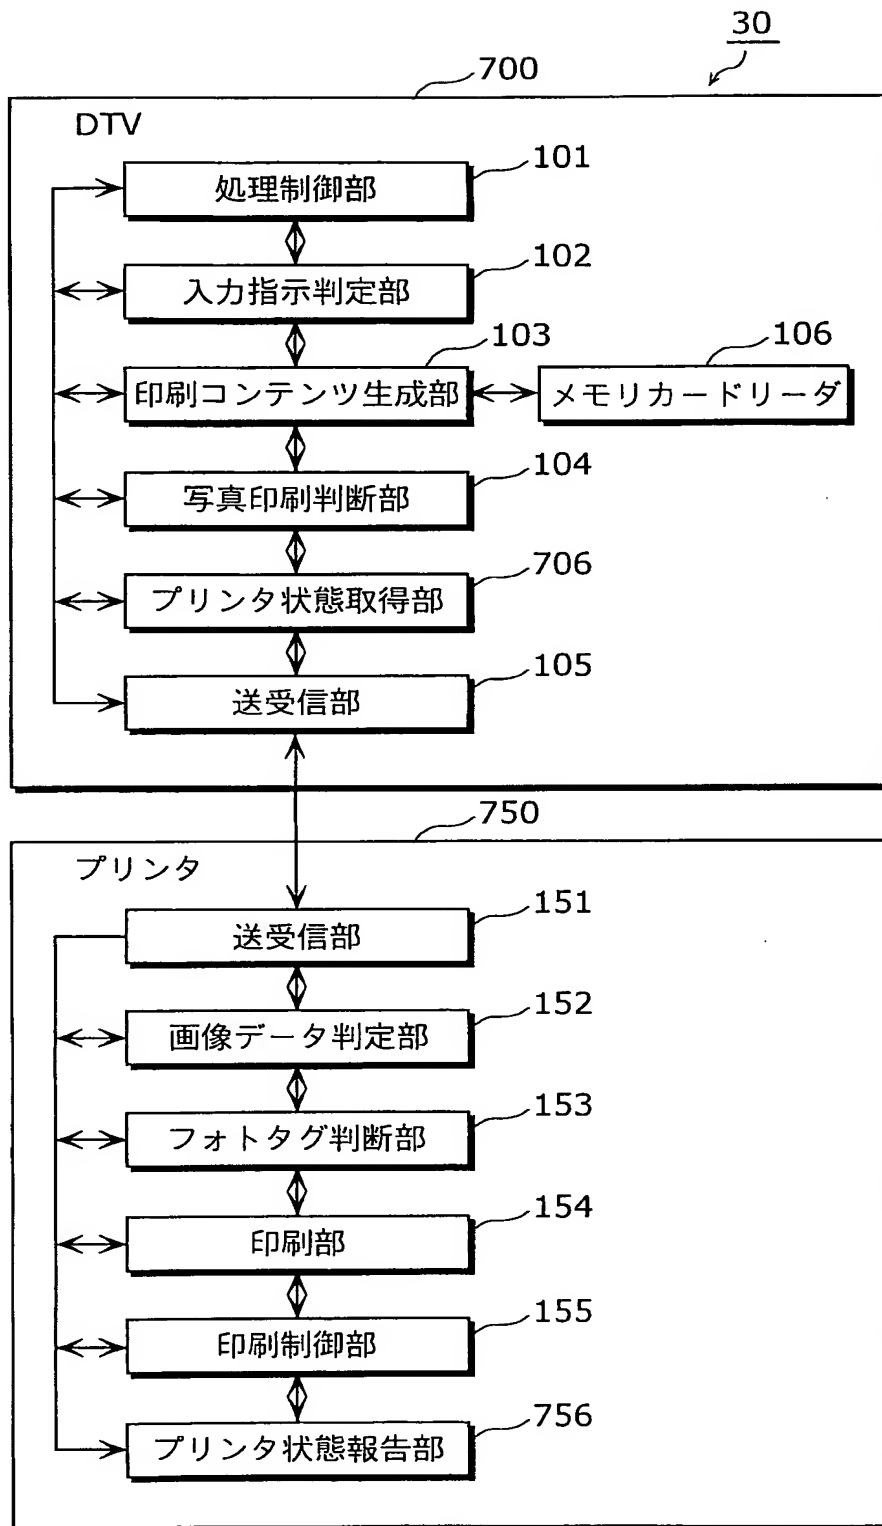 30
700
DTV
101
処理制御部
102
入力指示判定部
103
印刷コンテンツ生成部
106
メモリカードリーダ
104
写真印刷判断部
706
プリンタ状態取得部
105
送受信部
750
プリンタ
151
送受信部
152
画像データ判定部
153
フォトタグ判断部
154
印刷部
155
印刷制御部
756
プリンタ状態報告部